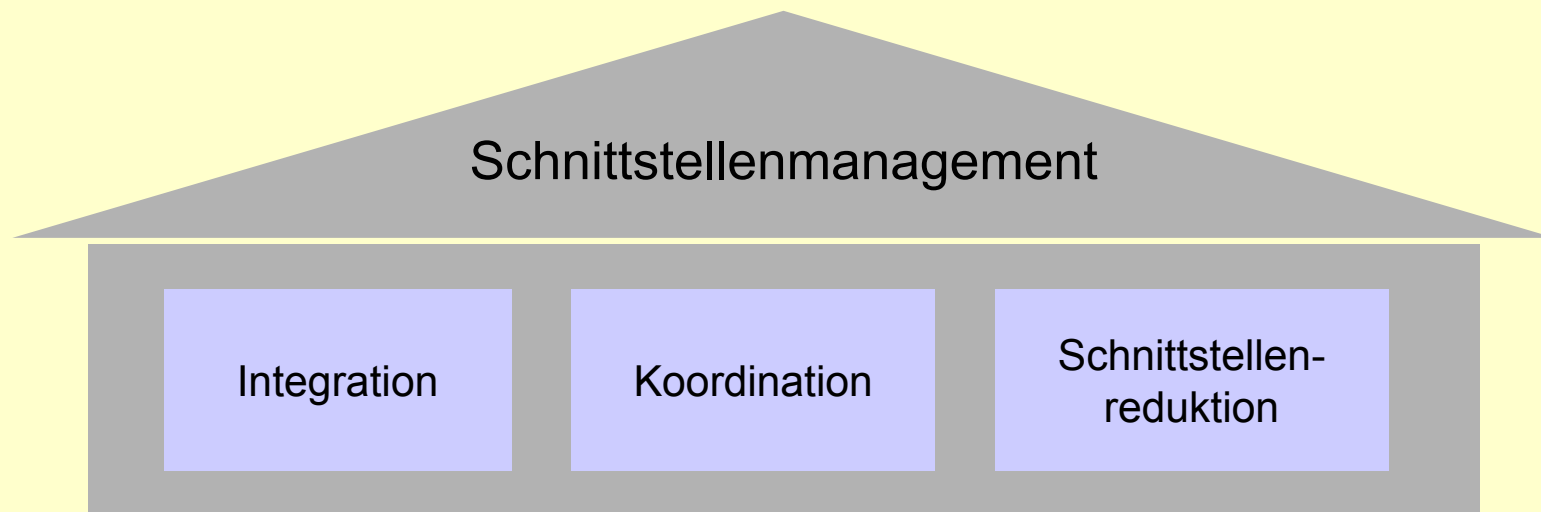 Schnittstellenmanagement
Integration
Koordination
Schnittstellen-
reduktion